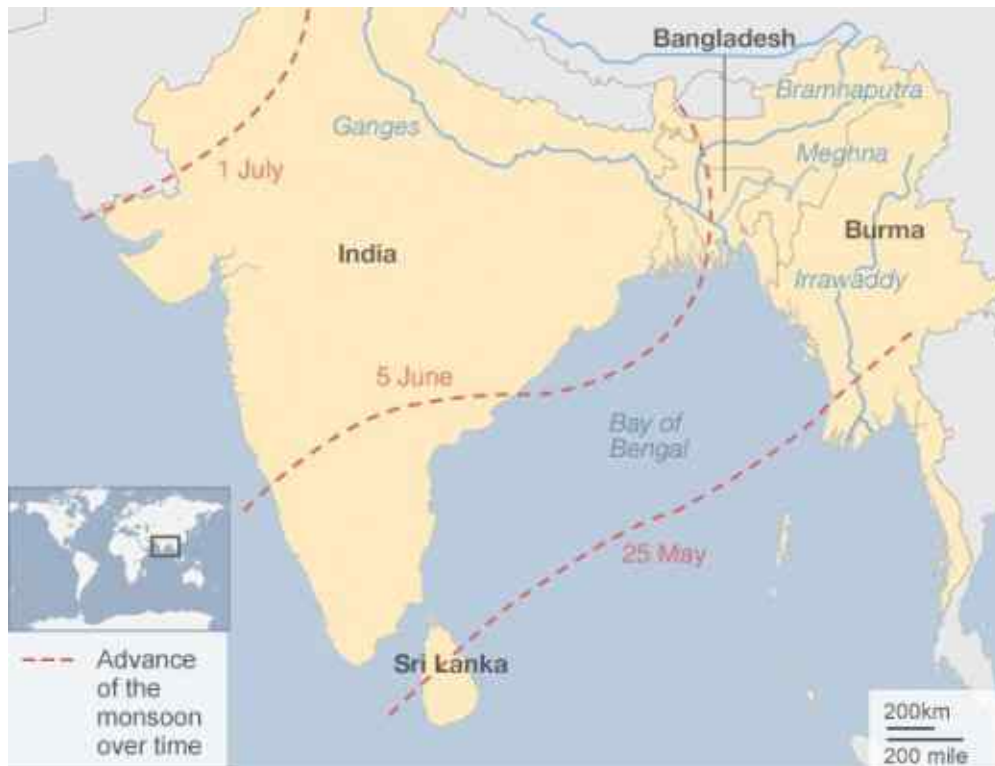 Bangladesh
Bramhaputra
Ganges
Meghna
1 July
Burma
India
Irrawaddy
5 June
Bay of
Bengal
25 May
Sri Lanka
Advance
of the
monsoon
over time
200km
200 mile